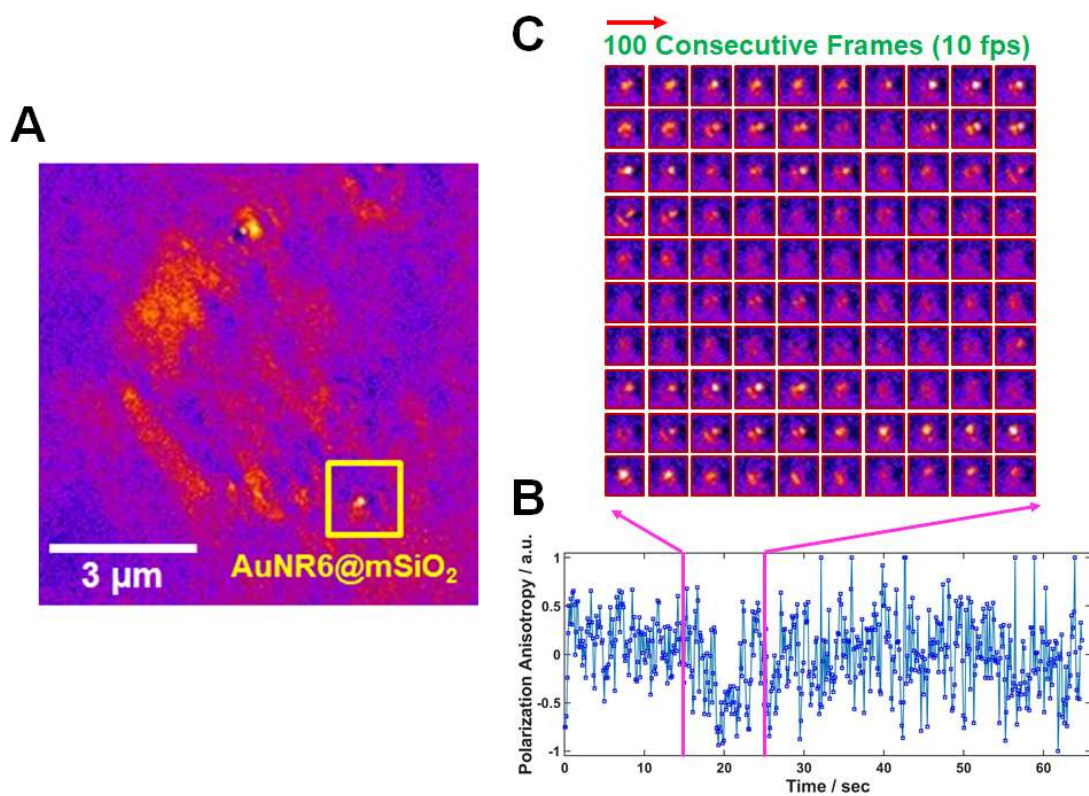 A
3 µm
AuNR6@mSiO₂
C
100 Consecutive Frames (10 fps)
B
Polarization Anisotropy / a.u.
1
0.5
0
-0.5
-1
0
10
20
30
40
50
60
Time / sec